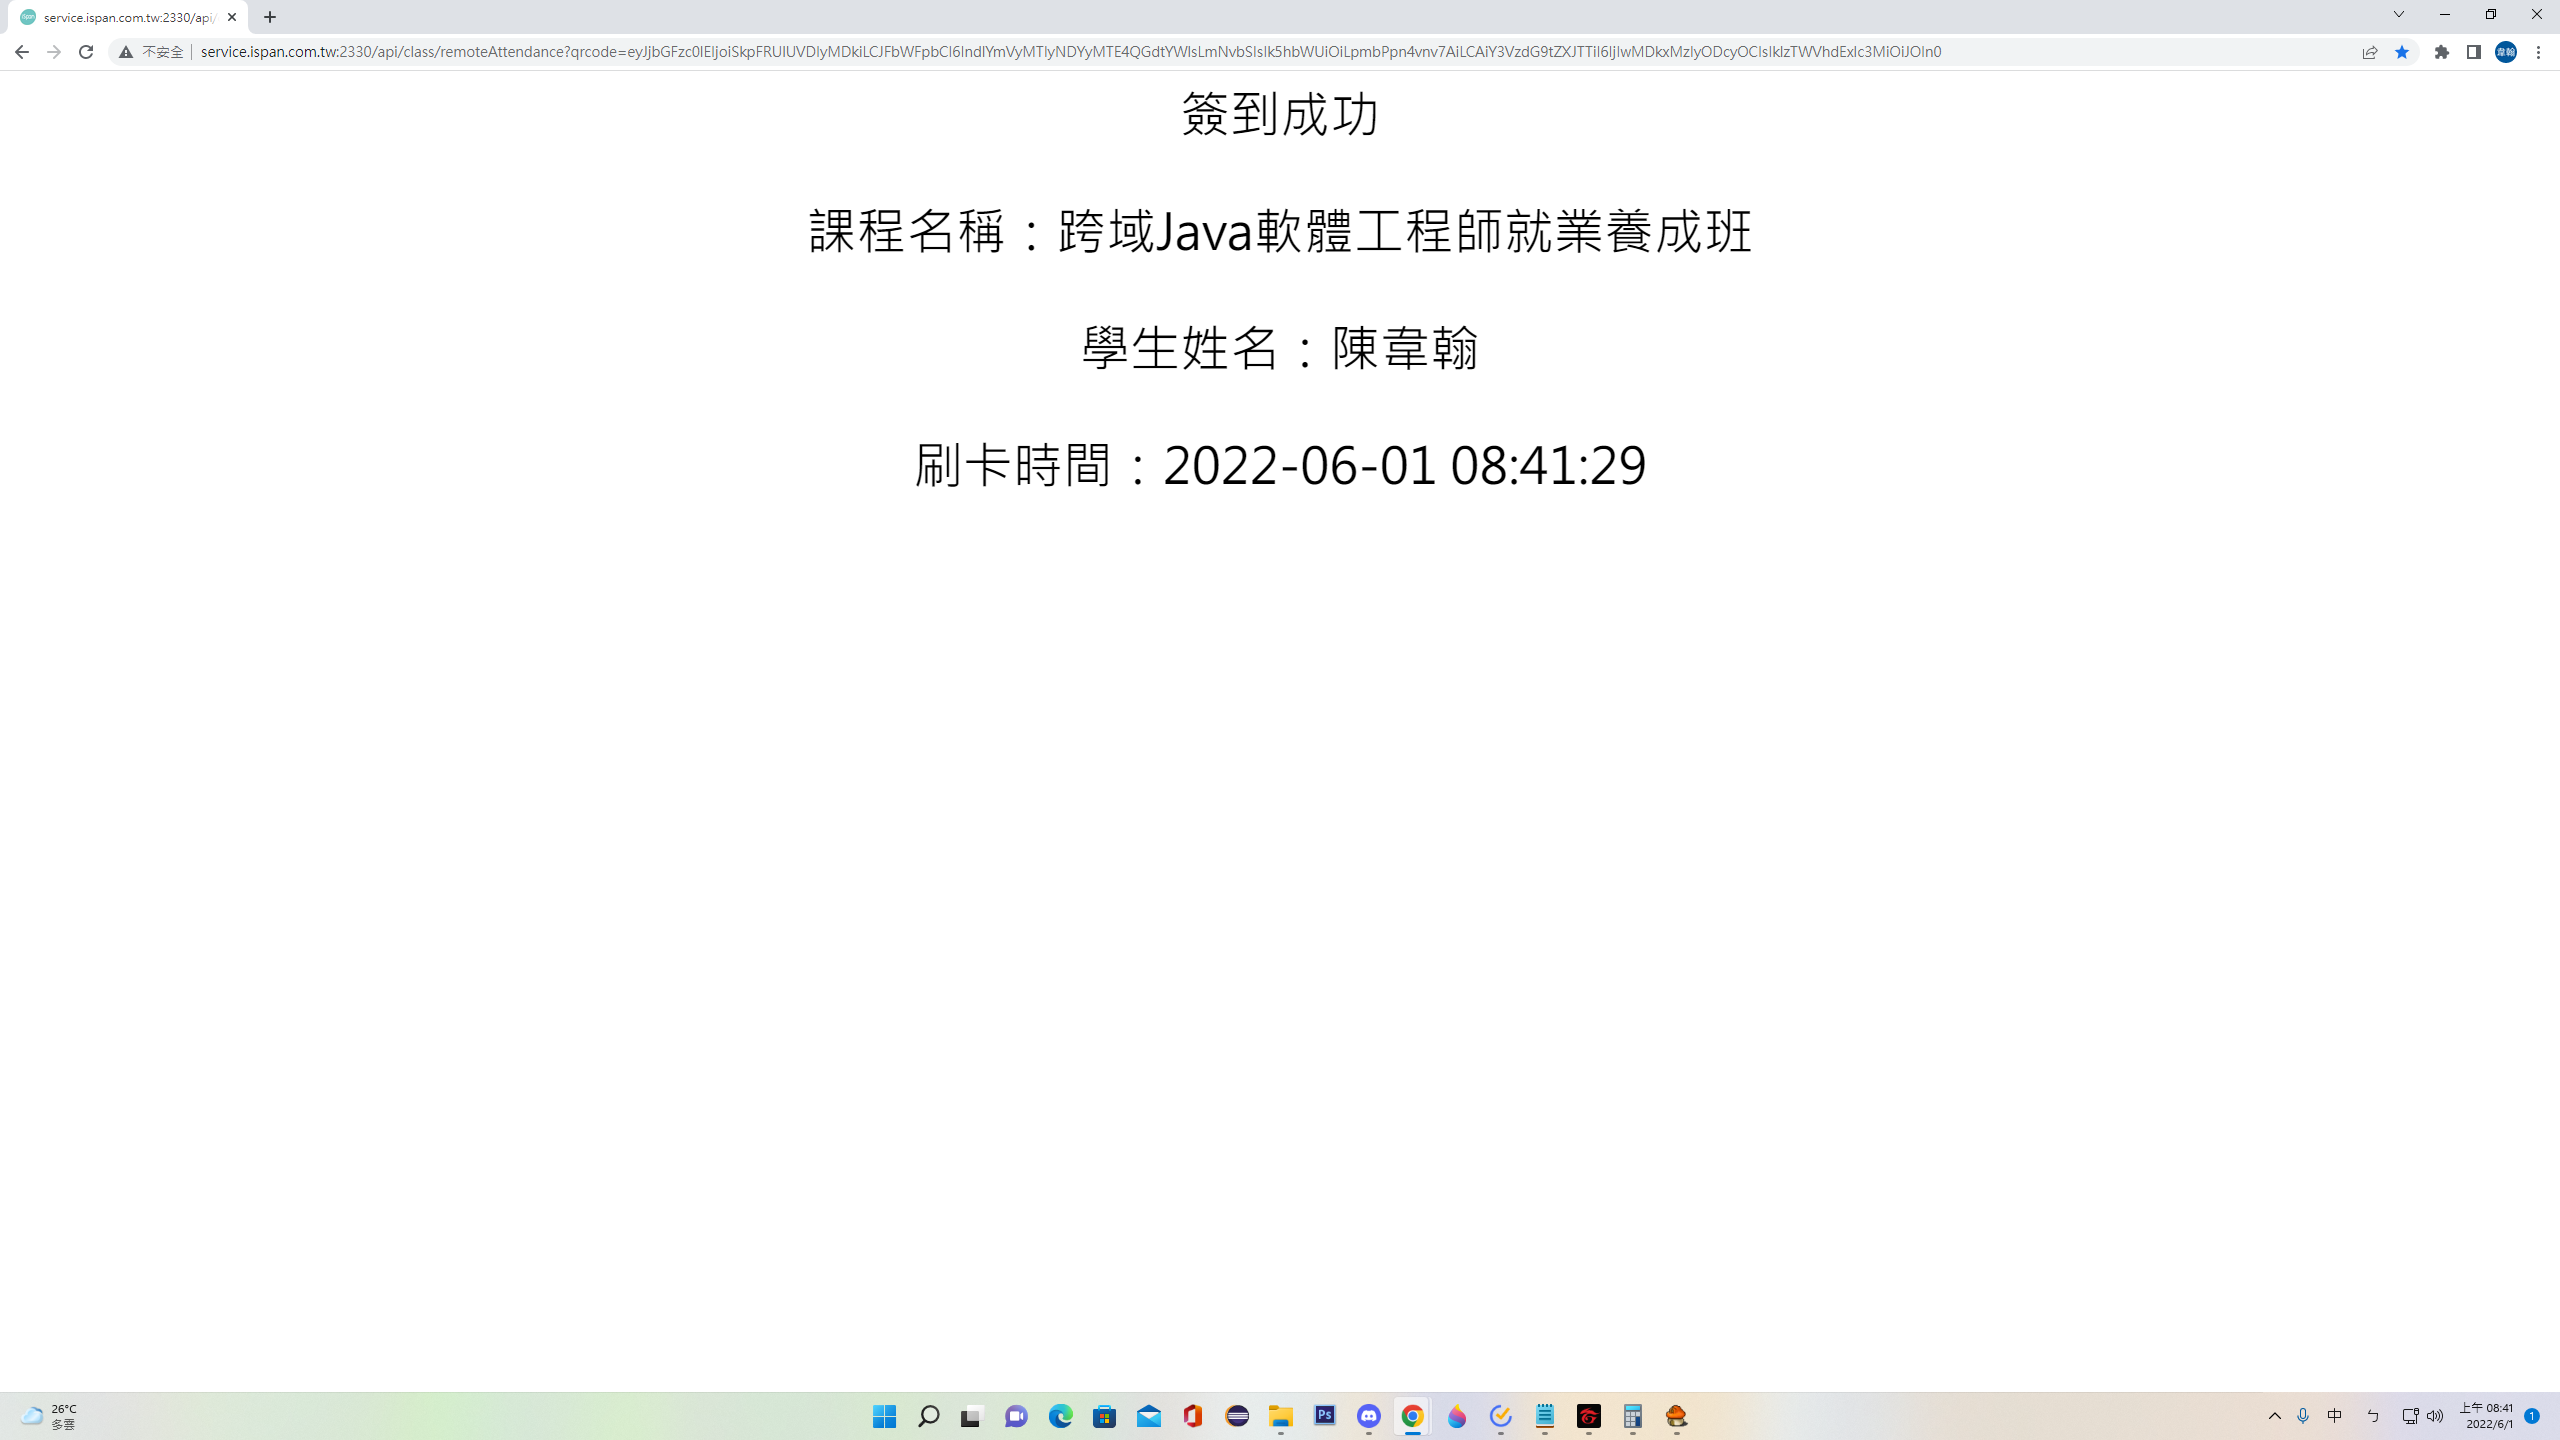 service.ispan.com.tw:2330/api/
不安全
service.ispan.com.tw:2330/api/class/remoteAttendance?qrcode=
韋翰
簽到成功
課程名稱：跨域Java軟體工程師就業養成班
學生姓名：陳韋翰
刷卡時間：2022-06-01 08:41:29
26°C
多雲
Ps
中
ㄅ
上午 08:41
2022/6/1
1